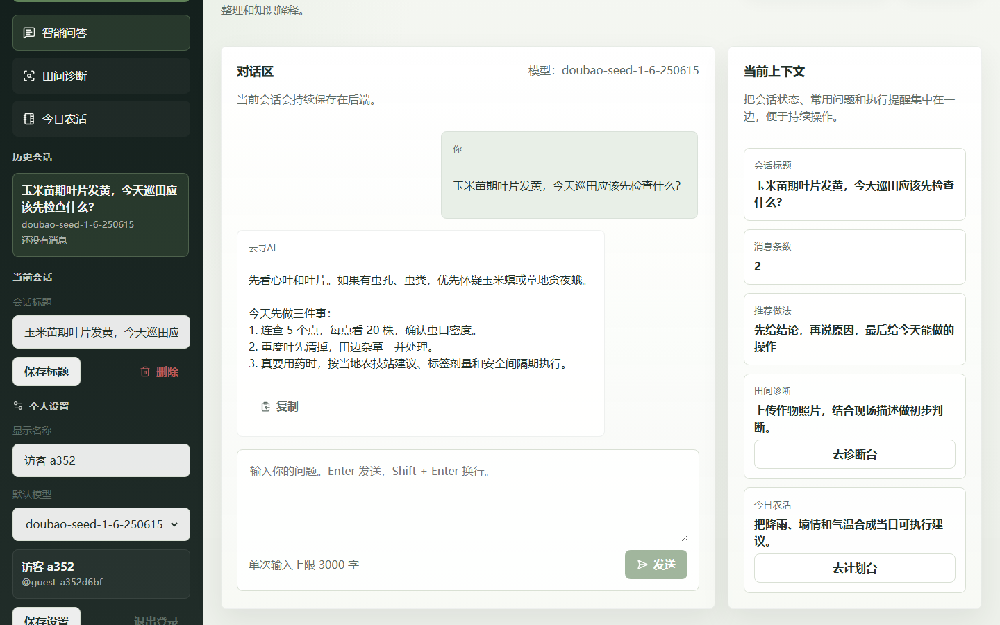 智能问答
田间诊断
今日农活
历史会话
玉米苗期叶片发黄，今天巡田应
该先检查什么？
doubao-seed-1-6-250615
还没有消息
当前会话
会话标题
玉米苗期叶片发黄，今天巡田应
保存标题
删除
个人设置
显示名称
访客 a352
默认模型
doubao-seed-1-6-250615
访客 a352
@guest_a352d6bf
保存设置
退出登录
整理和知识解释。
对话区
模型：doubao-seed-1-6-250615
当前会话会持续保存在后端。
你
玉米苗期叶片发黄，今天巡田应该先检查什么？
云寻AI
先看心叶和叶片。如果有虫孔、虫粪，优先怀疑玉米螟或草地贪夜蛾。
今天先做三件事：
1. 连查 5 个点，每点看 20 株，确认虫口密度。
2. 重度叶先清掉，田边杂草一并处理。
3. 真要用药时，按当地农技站建议、标签剂量和安全间隔期执行。
复制
输入你的问题。Enter 发送，Shift + Enter 换行。
单次输入上限 3000 字
发送
当前上下文
把会话状态、常用问题和执行提醒集中在一
边，便于持续操作。
会话标题
玉米苗期叶片发黄，今天巡田应该先检查
什么？
消息条数
2
推荐做法
先给结论，再说原因，最后给今天能做的
操作
田间诊断
上传作物照片，结合现场描述做初步判
断。
去诊断台
今日农活
把降雨、墒情和气温合成当日可执行建
议。
去计划台